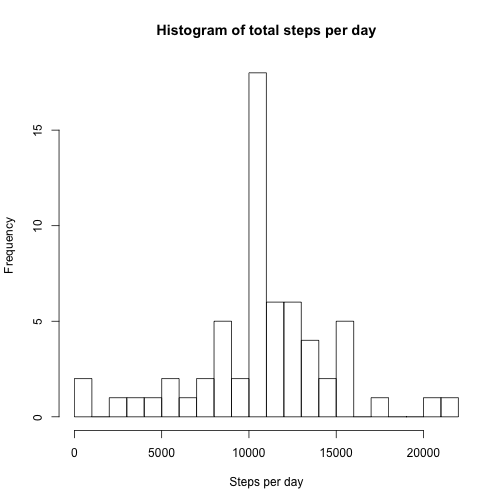 Histogram of total steps per day
Frequency
15
10
5
0
0 5000 10000 15000 20000
Steps per day